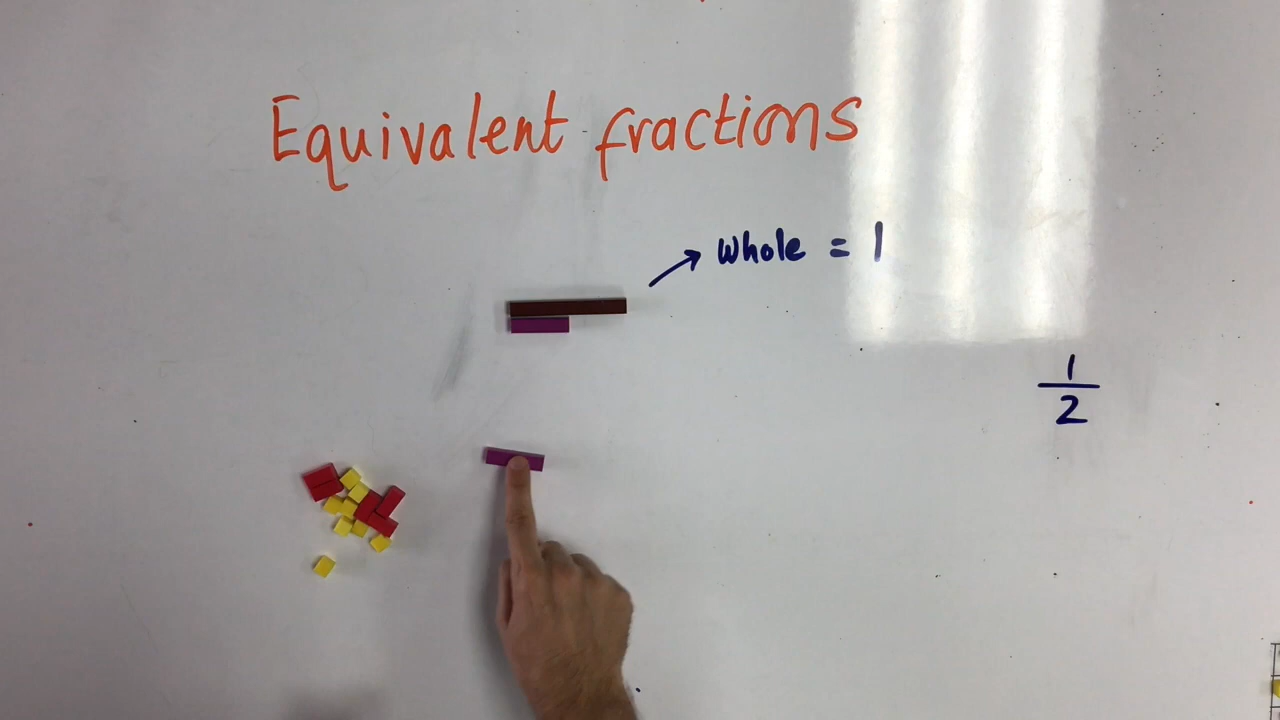 Equivalent fractions
Whole = 1
1
2